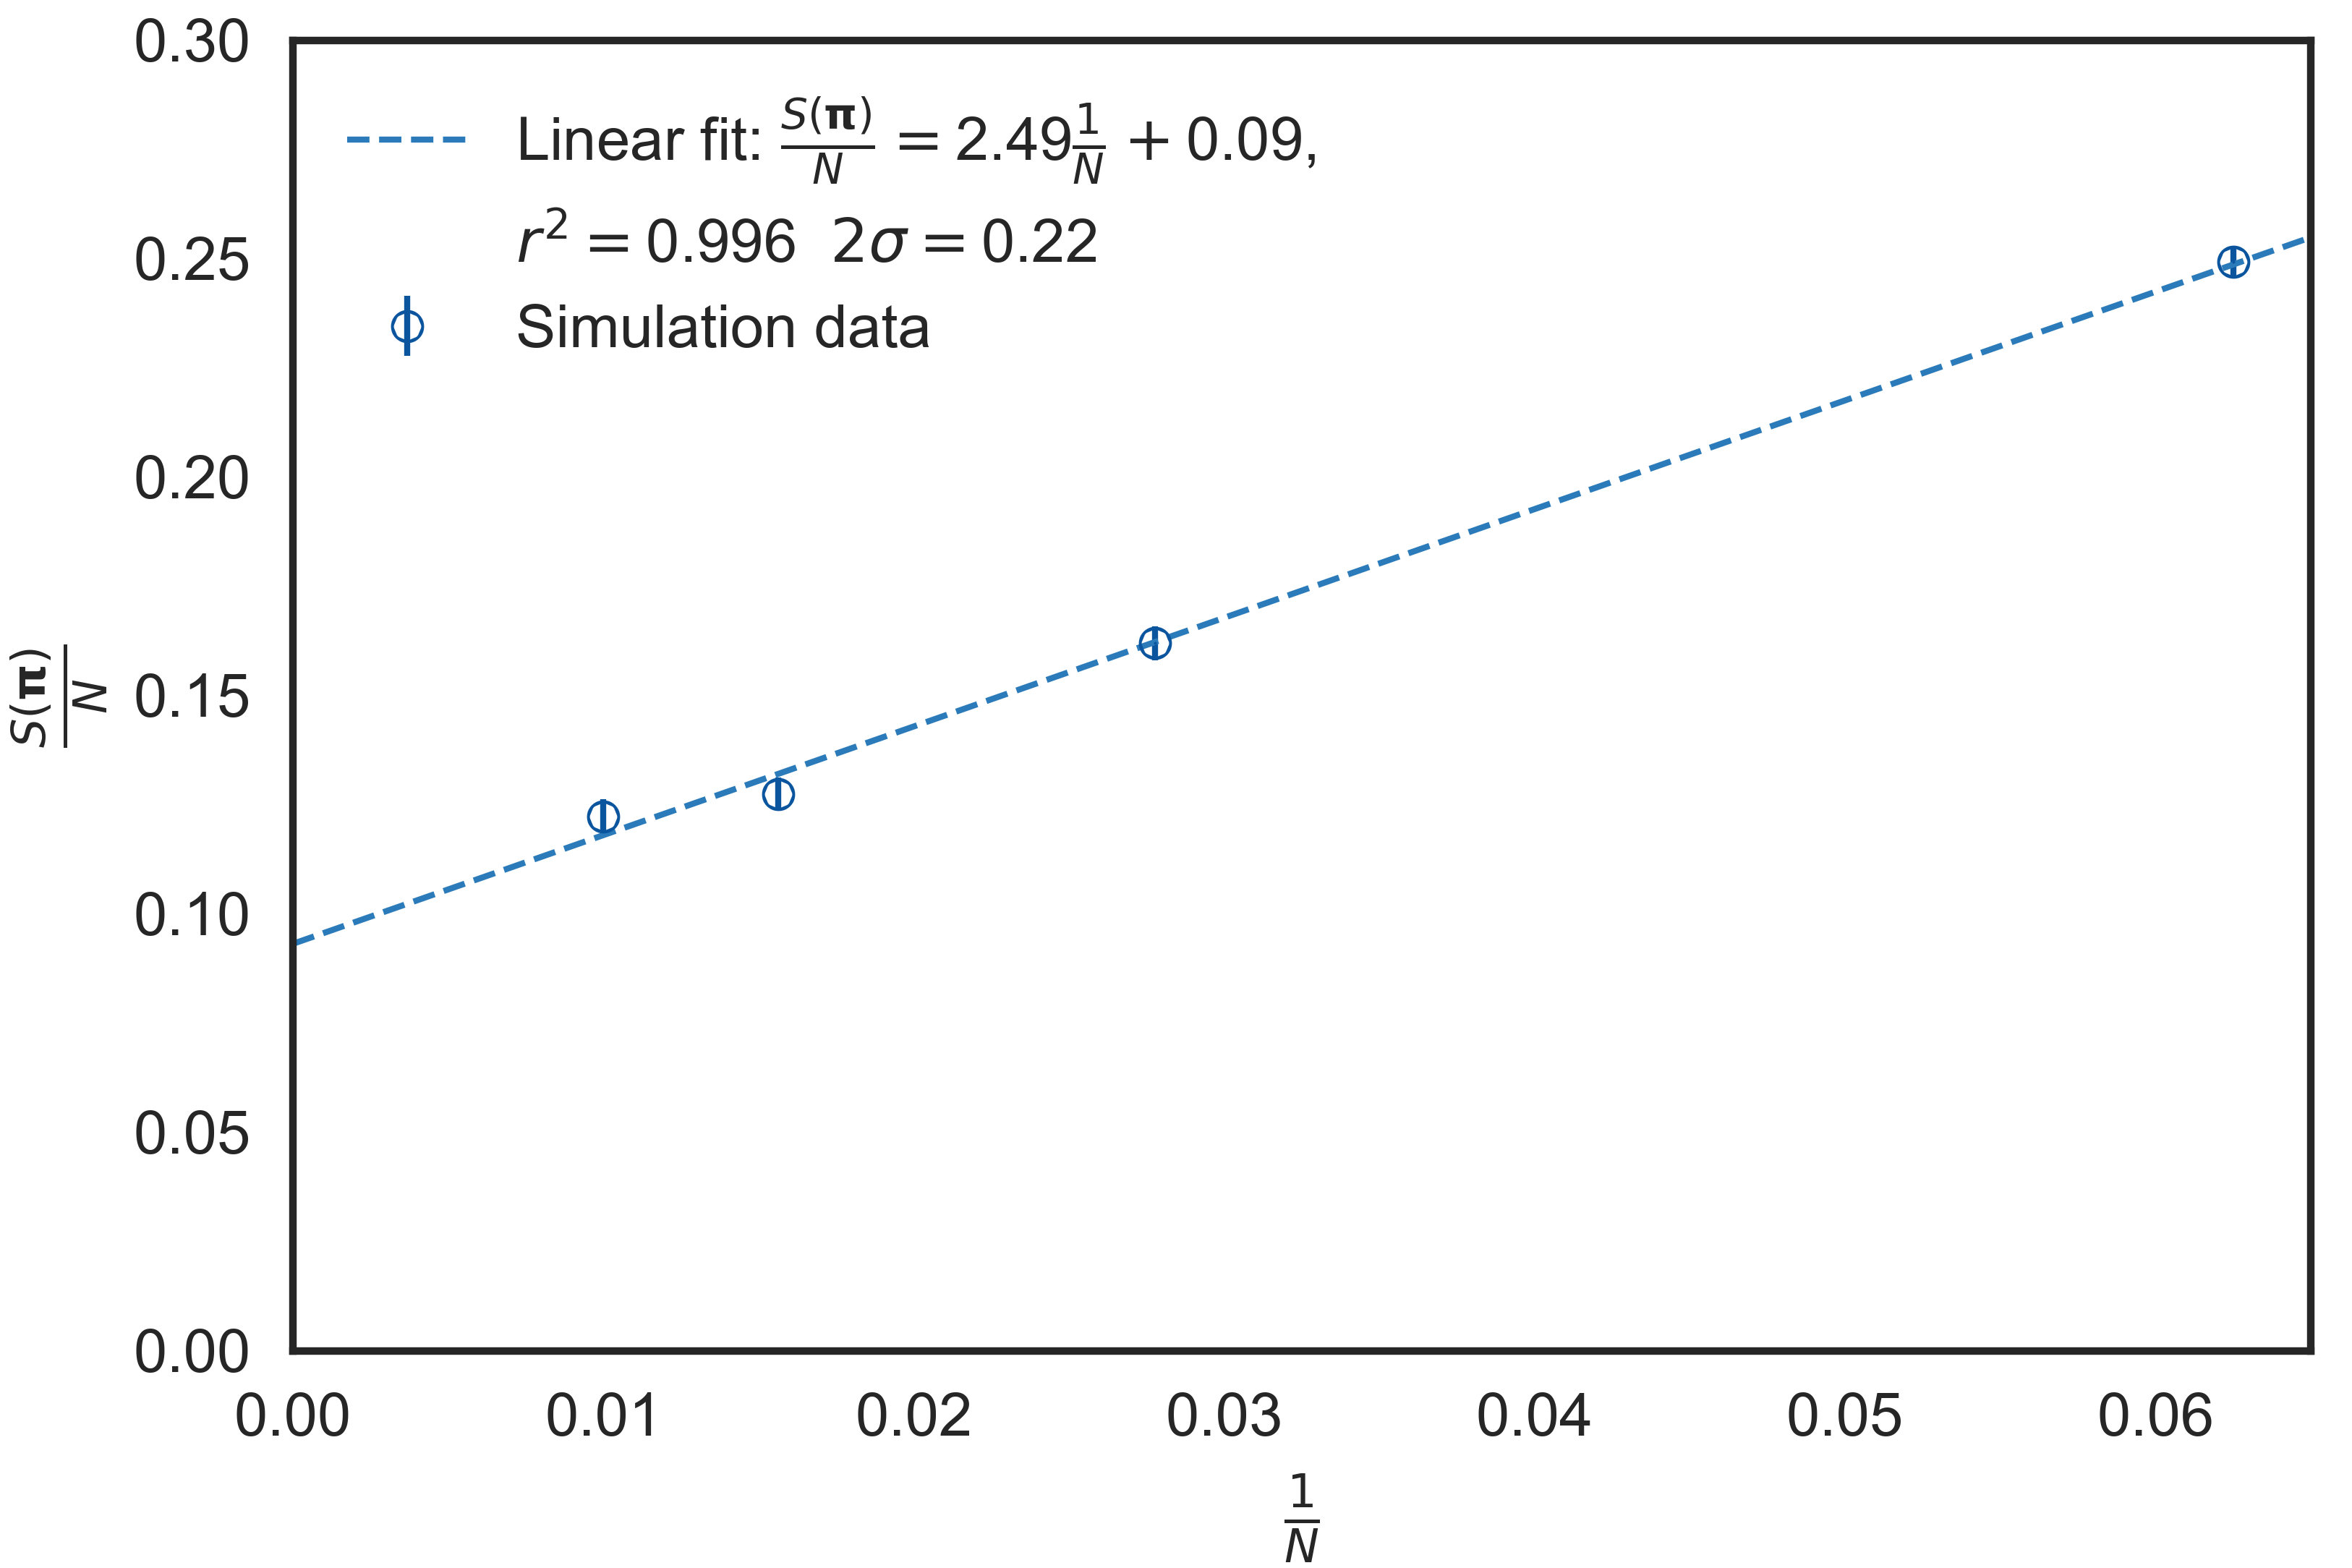 0.30
0.25
0.20
0.15
0.10
0.05
0.00
S(π)/N
Linear fit: S(π)/N = 2.49 1/N + 0.09,
r² = 0.996 2σ = 0.22
Simulation data
0.00 0.01 0.02 0.03 0.04 0.05 0.06
1/N